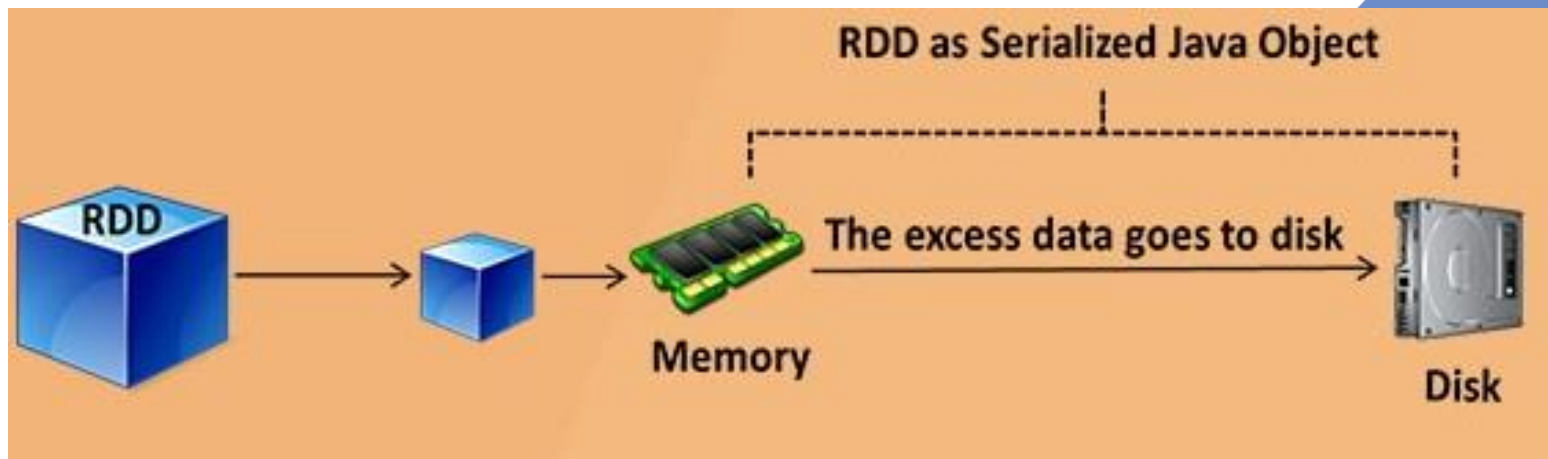 RDD as Serialized Java Object
RDD
The excess data goes to disk
Memory
Disk